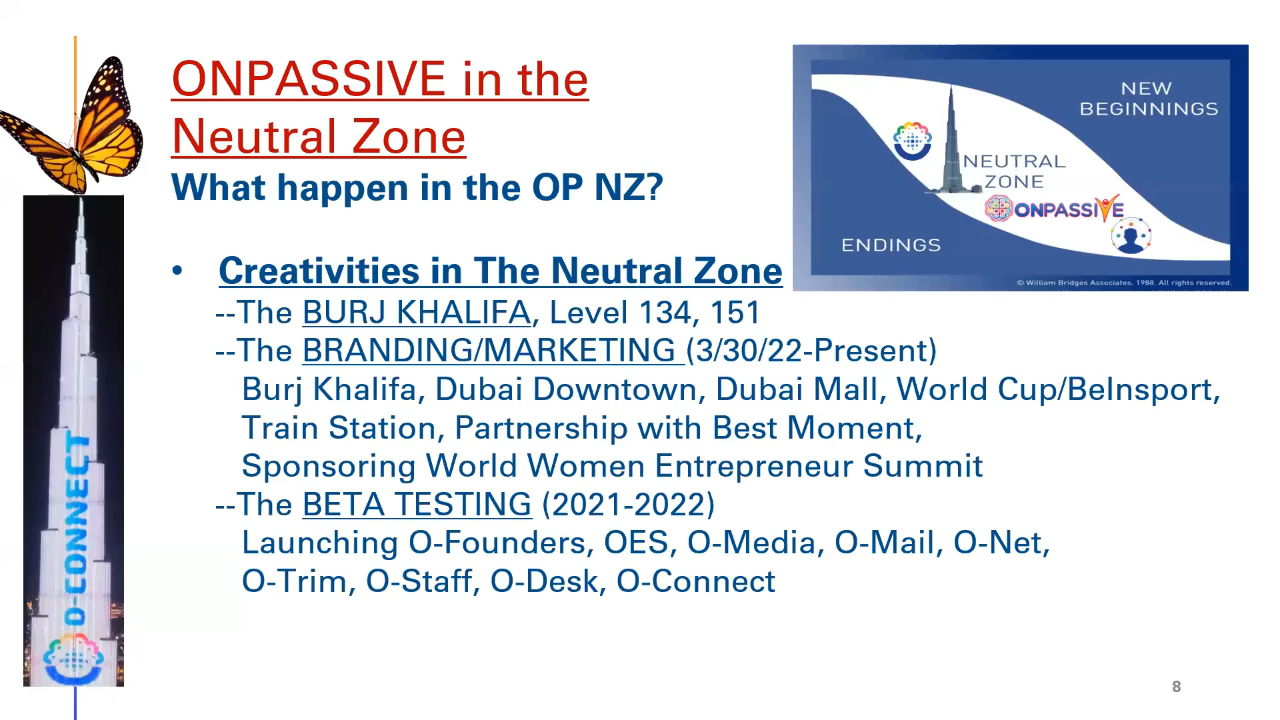 ONPASSIVE in the
Neutral Zone
What happen in the OP NZ?
• Creativities in The Neutral Zone
--The BURJ KHALIFA, Level 134, 151
--The BRANDING/MARKETING (3/30/22-Present)
Burj Khalifa, Dubai Downtown, Dubai Mall, World Cup/BeInsport,
Train Station, Partnership with Best Moment,
Sponsoring World Women Entrepreneur Summit
--The BETA TESTING (2021-2022)
Launching O-Founders, OES, O-Media, O-Mail, O-Net,
O-Trim, O-Staff, O-Desk, O-Connect
NEW
BEGINNINGS
NEUTRAL
ZONE
ONPASSIVE
ENDINGS
© William Bridges Associates. 1988. All rights reserved.
O-CONNECT
8